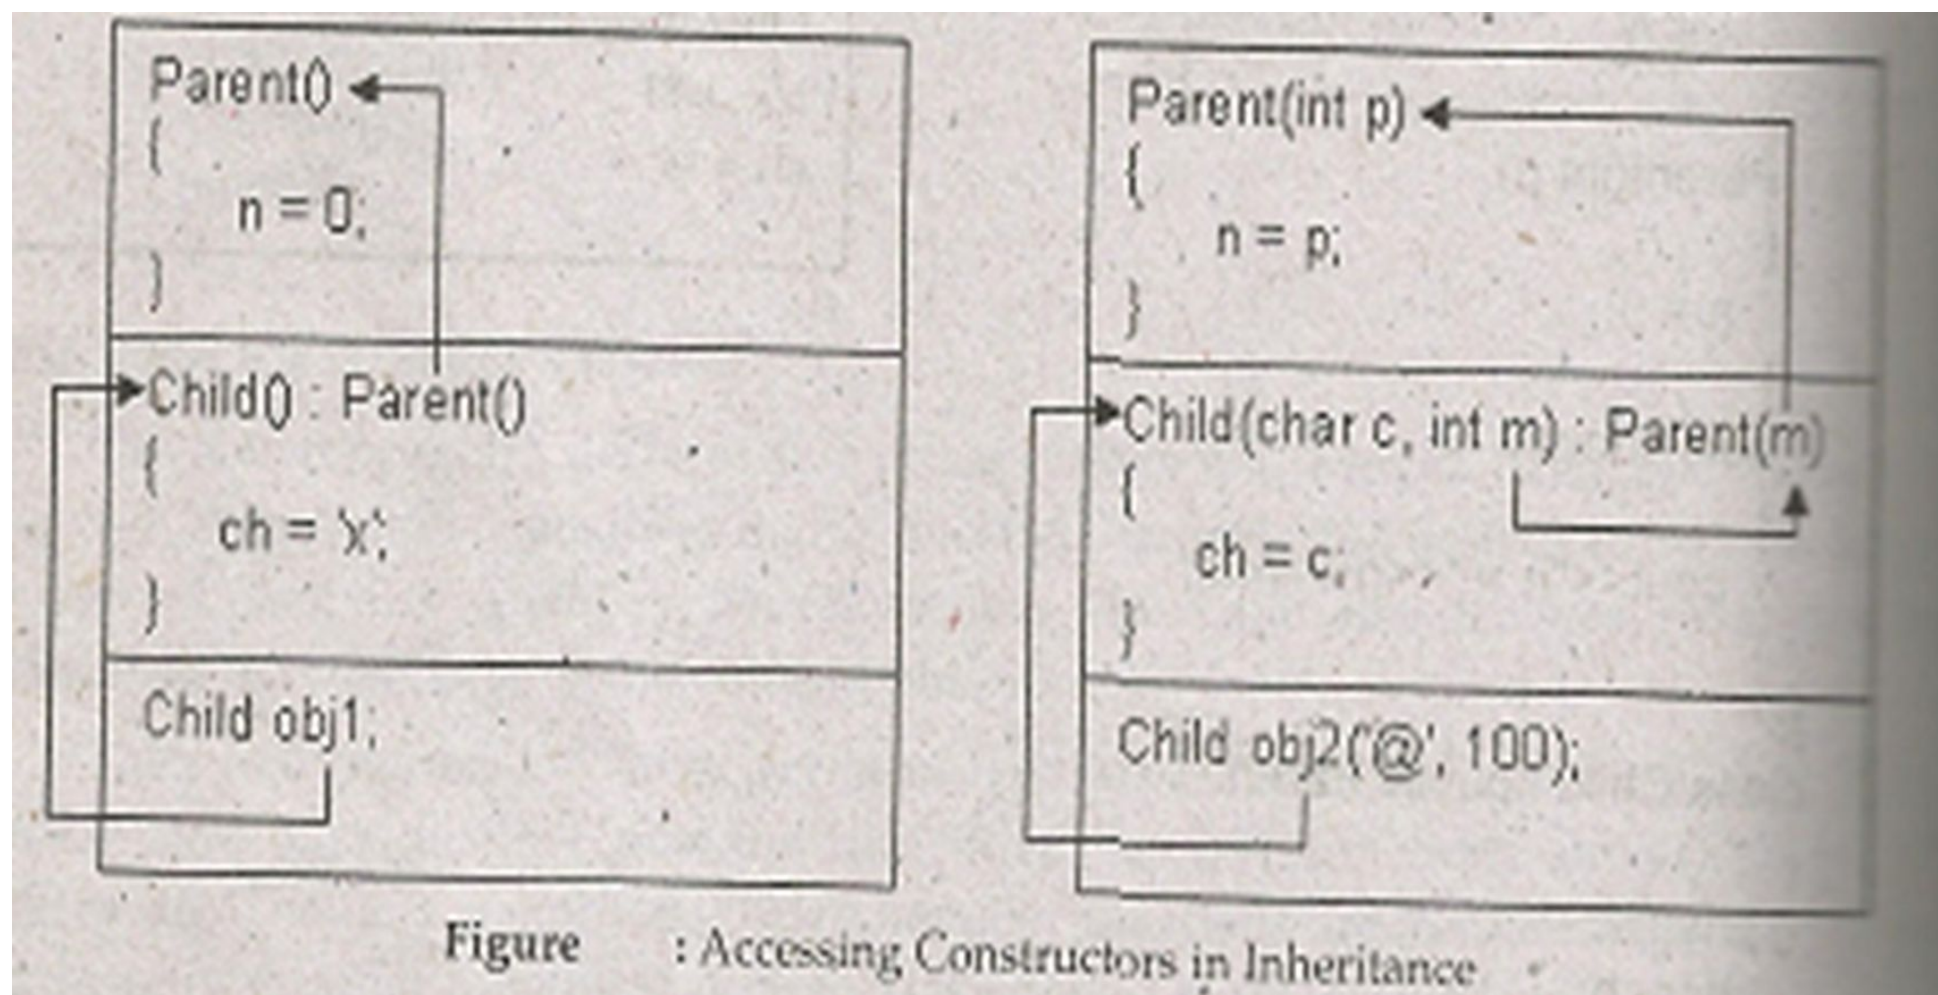 Parent()
{
n = 0;
}
Child() : Parent()
{
ch = 'x';
}
Child obj1;
Parent(int p)
{
n = p;
}
Child(char c, int m) : Parent(m)
{
ch = c;
}
Child obj2('@', 100);
Figure : Accessing Constructors in Inheritance